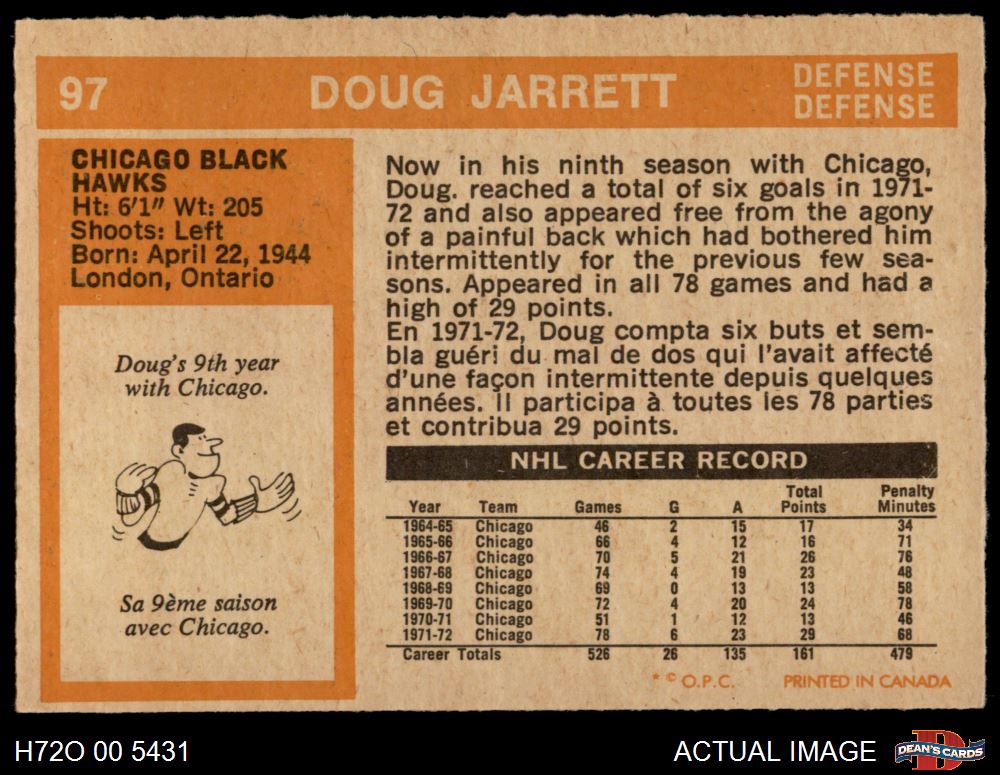 97 DOUG JARRETT DEFENSE
DEFENSE
CHICAGO BLACK
HAWKS
Ht: 6'1" Wt: 205
Shoots: Left
Born: April 22, 1944
London, Ontario
Doug's 9th year
with Chicago.
Sa 9ème saison
avec Chicago.
Now in his ninth season with Chicago,
Doug. reached a total of six goals in 1971-
72 and also appeared free from the agony
of a painful back which had bothered him
intermittently for the previous few sea-
sons. Appeared in all 78 games and had a
high of 29 points.
En 1971-72, Doug compta six buts et sem-
bla guéri du mal de dos qui l'avait affecté
d'une façon intermittente depuis quelques
années. Il participa à toutes les 78 parties
et contribua 29 points.
NHL CAREER RECORD
Year Team Games G A Total Points Penalty Minutes
1964-65 Chicago 46 2 15 17 34
1965-66 Chicago 66 4 12 16 71
1966-67 Chicago 70 5 21 26 76
1967-68 Chicago 74 4 19 23 48
1968-69 Chicago 69 0 13 13 58
1969-70 Chicago 72 4 20 24 78
1970-71 Chicago 51 1 12 13 46
1971-72 Chicago 78 6 23 29 68
Career Totals 526 26 135 161 479
* © O.P.C. PRINTED IN CANADA
H72O 00 5431 ACTUAL IMAGE D DEAN'S CARDS